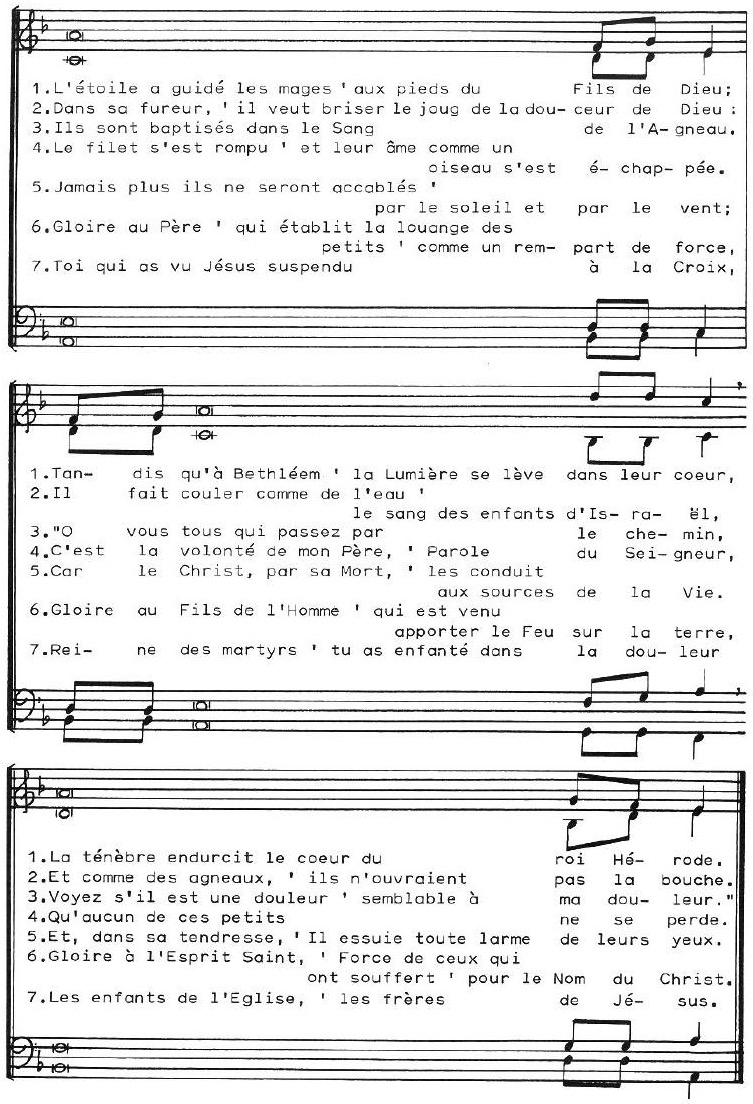 1.L'étoile a guidé les mages ' aux pieds du Fils de Dieu;
2.Dans sa fureur, ' il veut briser le joug de la dou- ceur de Dieu :
3.Ils sont baptisés dans le Sang de l'A- gneau.
4.Le filet s'est rompu ' et leur âme comme un
oiseau s'est é- chap- pée.
5.Jamais plus ils ne seront accablés '
par le soleil et par le vent;
6.Gloire au Père ' qui établit la louange des
petits ' comme un rem- part de force,
7.Toi qui as vu Jésus suspendu à la Croix,
1.Tan- dis qu'à Bethléem ' la Lumière se lève dans leur coeur,
2.Il fait couler comme de l'eau '
le sang des enfants d'Is- ra- ël,
3."O vous tous qui passez par le che- min,
4.C'est la volonté de mon Père, ' Parole du Sei- gneur,
5.Car le Christ, par sa Mort, ' les conduit
aux sources de la Vie.
6.Gloire au Fils de l'Homme ' qui est venu
apporter le Feu sur la terre,
7.Rei- ne des martyrs ' tu as enfanté dans la dou- leur
1.La ténèbre endurcit le coeur du roi Hé- rode.
2.Et comme des agneaux, ' ils n'ouvraient pas la bouche.
3.Voyez s'il est une douleur ' semblable à ma dou- leur."
4.Qu'aucun de ces petits ne se perde.
5.Et, dans sa tendresse, ' Il essuie toute larme de leurs yeux.
6.Gloire à l'Esprit Saint, ' Force de ceux qui
ont souffert ' pour le Nom du Christ.
7.Les enfants de l'Eglise, ' les frères de Jé- sus.